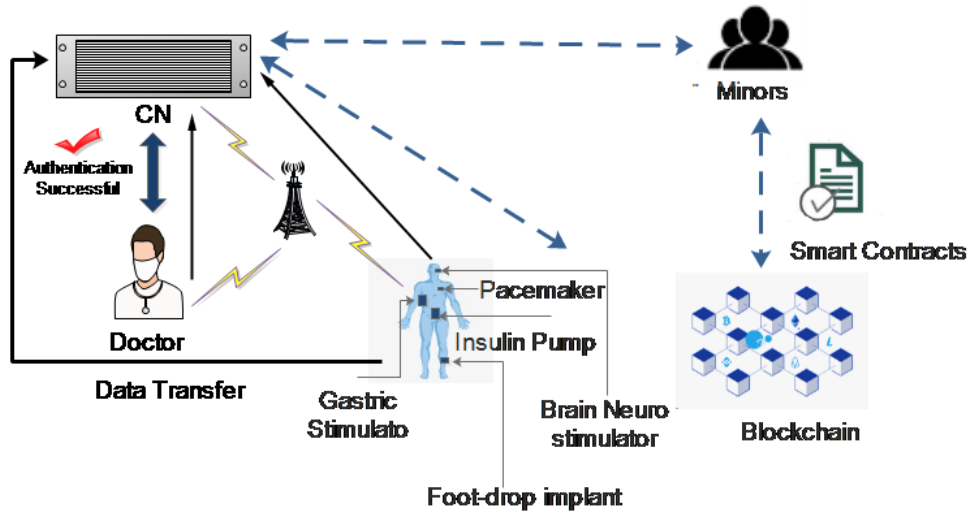 CN
Minors
Authentication
Successful
Smart Contracts
Pacemaker
Doctor
Insulin Pump
Data Transfer
Gastric
Stimulato
Brain Neuro
stimulator
Blockchain
Foot-drop implant